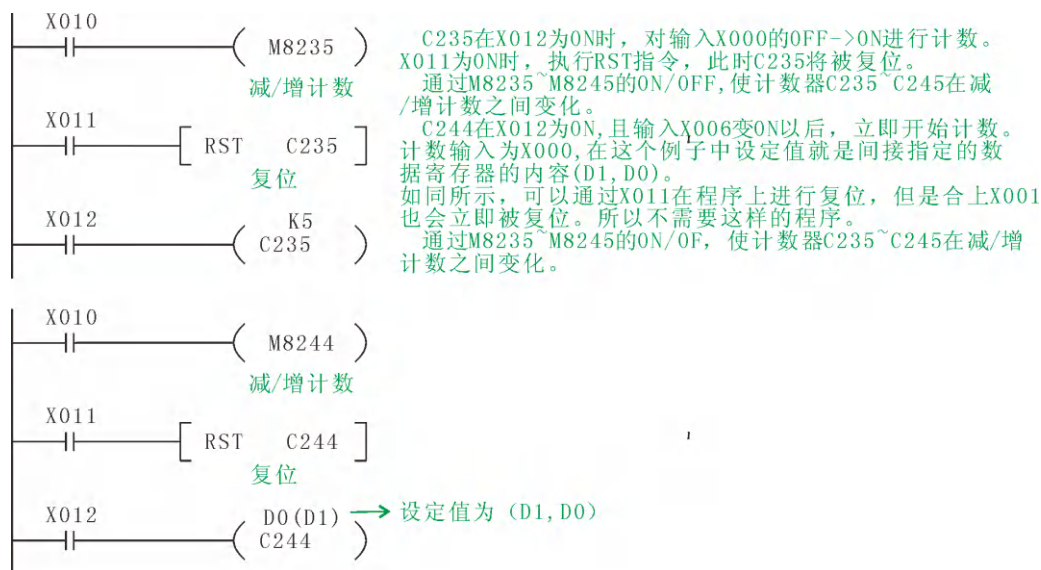 X010
M8235
减/增计数
X011
RST C235
复位
X012
K5
C235
C235在X012为ON时，对输入X000的OFF->ON进行计数。
X011为ON时，执行RST指令，此时C235将被复位。
通过M8235~M8245的ON/OFF,使计数器C235~C245在减
/增计数之间变化。
C244在X012为ON,且输入X006变ON以后，立即开始计数。
计数输入为X000,在这个例子中设定值就是间接指定的数
据寄存器的内容(D1,D0)。
如同所示，可以通过X011在程序上进行复位，但是合上X001
也会立即被复位。所以不需要这样的程序。
通过M8235~M8245的ON/OF，使计数器C235~C245在减/增
计数之间变化。
X010
M8244
减/增计数
X011
RST C244
复位
X012
D0(D1)
C244
设定值为（D1,D0）